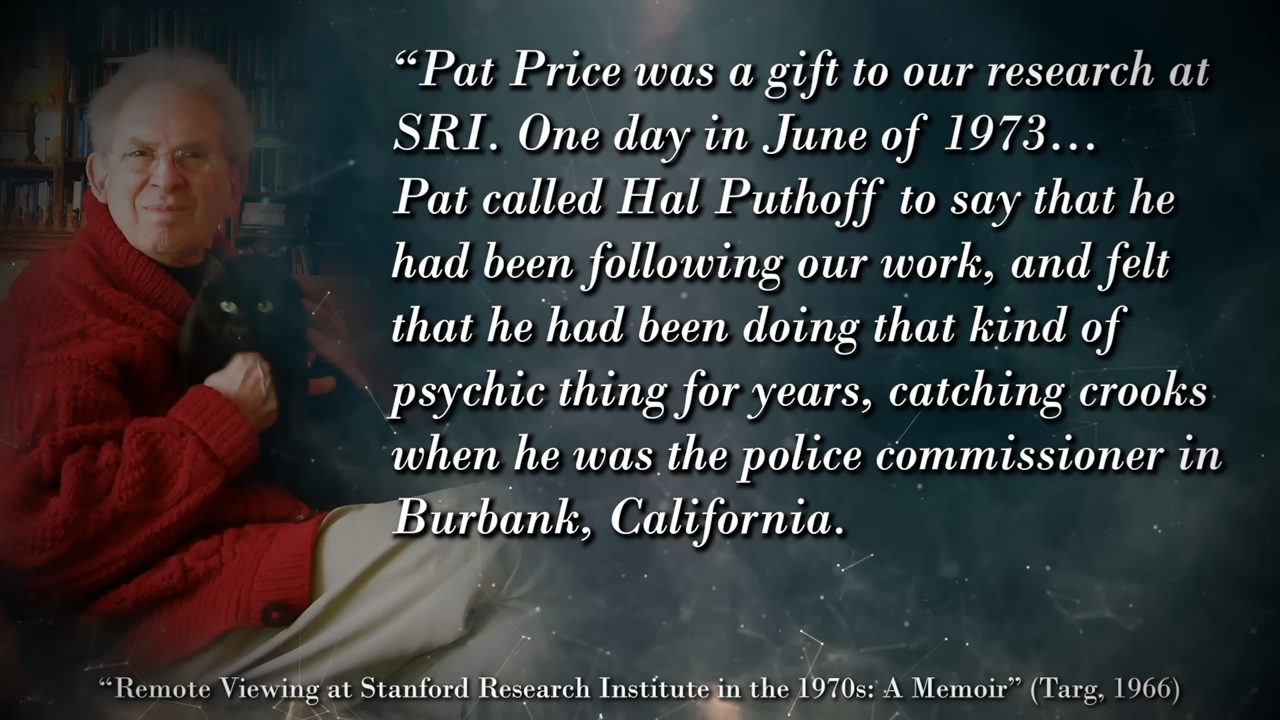 “Pat Price was a gift to our research at
SRI. One day in June of 1973...
Pat called Hal Puthoff to say that he
had been following our work, and felt
that he had been doing that kind of
psychic thing for years, catching crooks
when he was the police commissioner in
Burbank, California.
“Remote Viewing at Stanford Research Institute in the 1970s: A Memoir” (Targ, 1966)